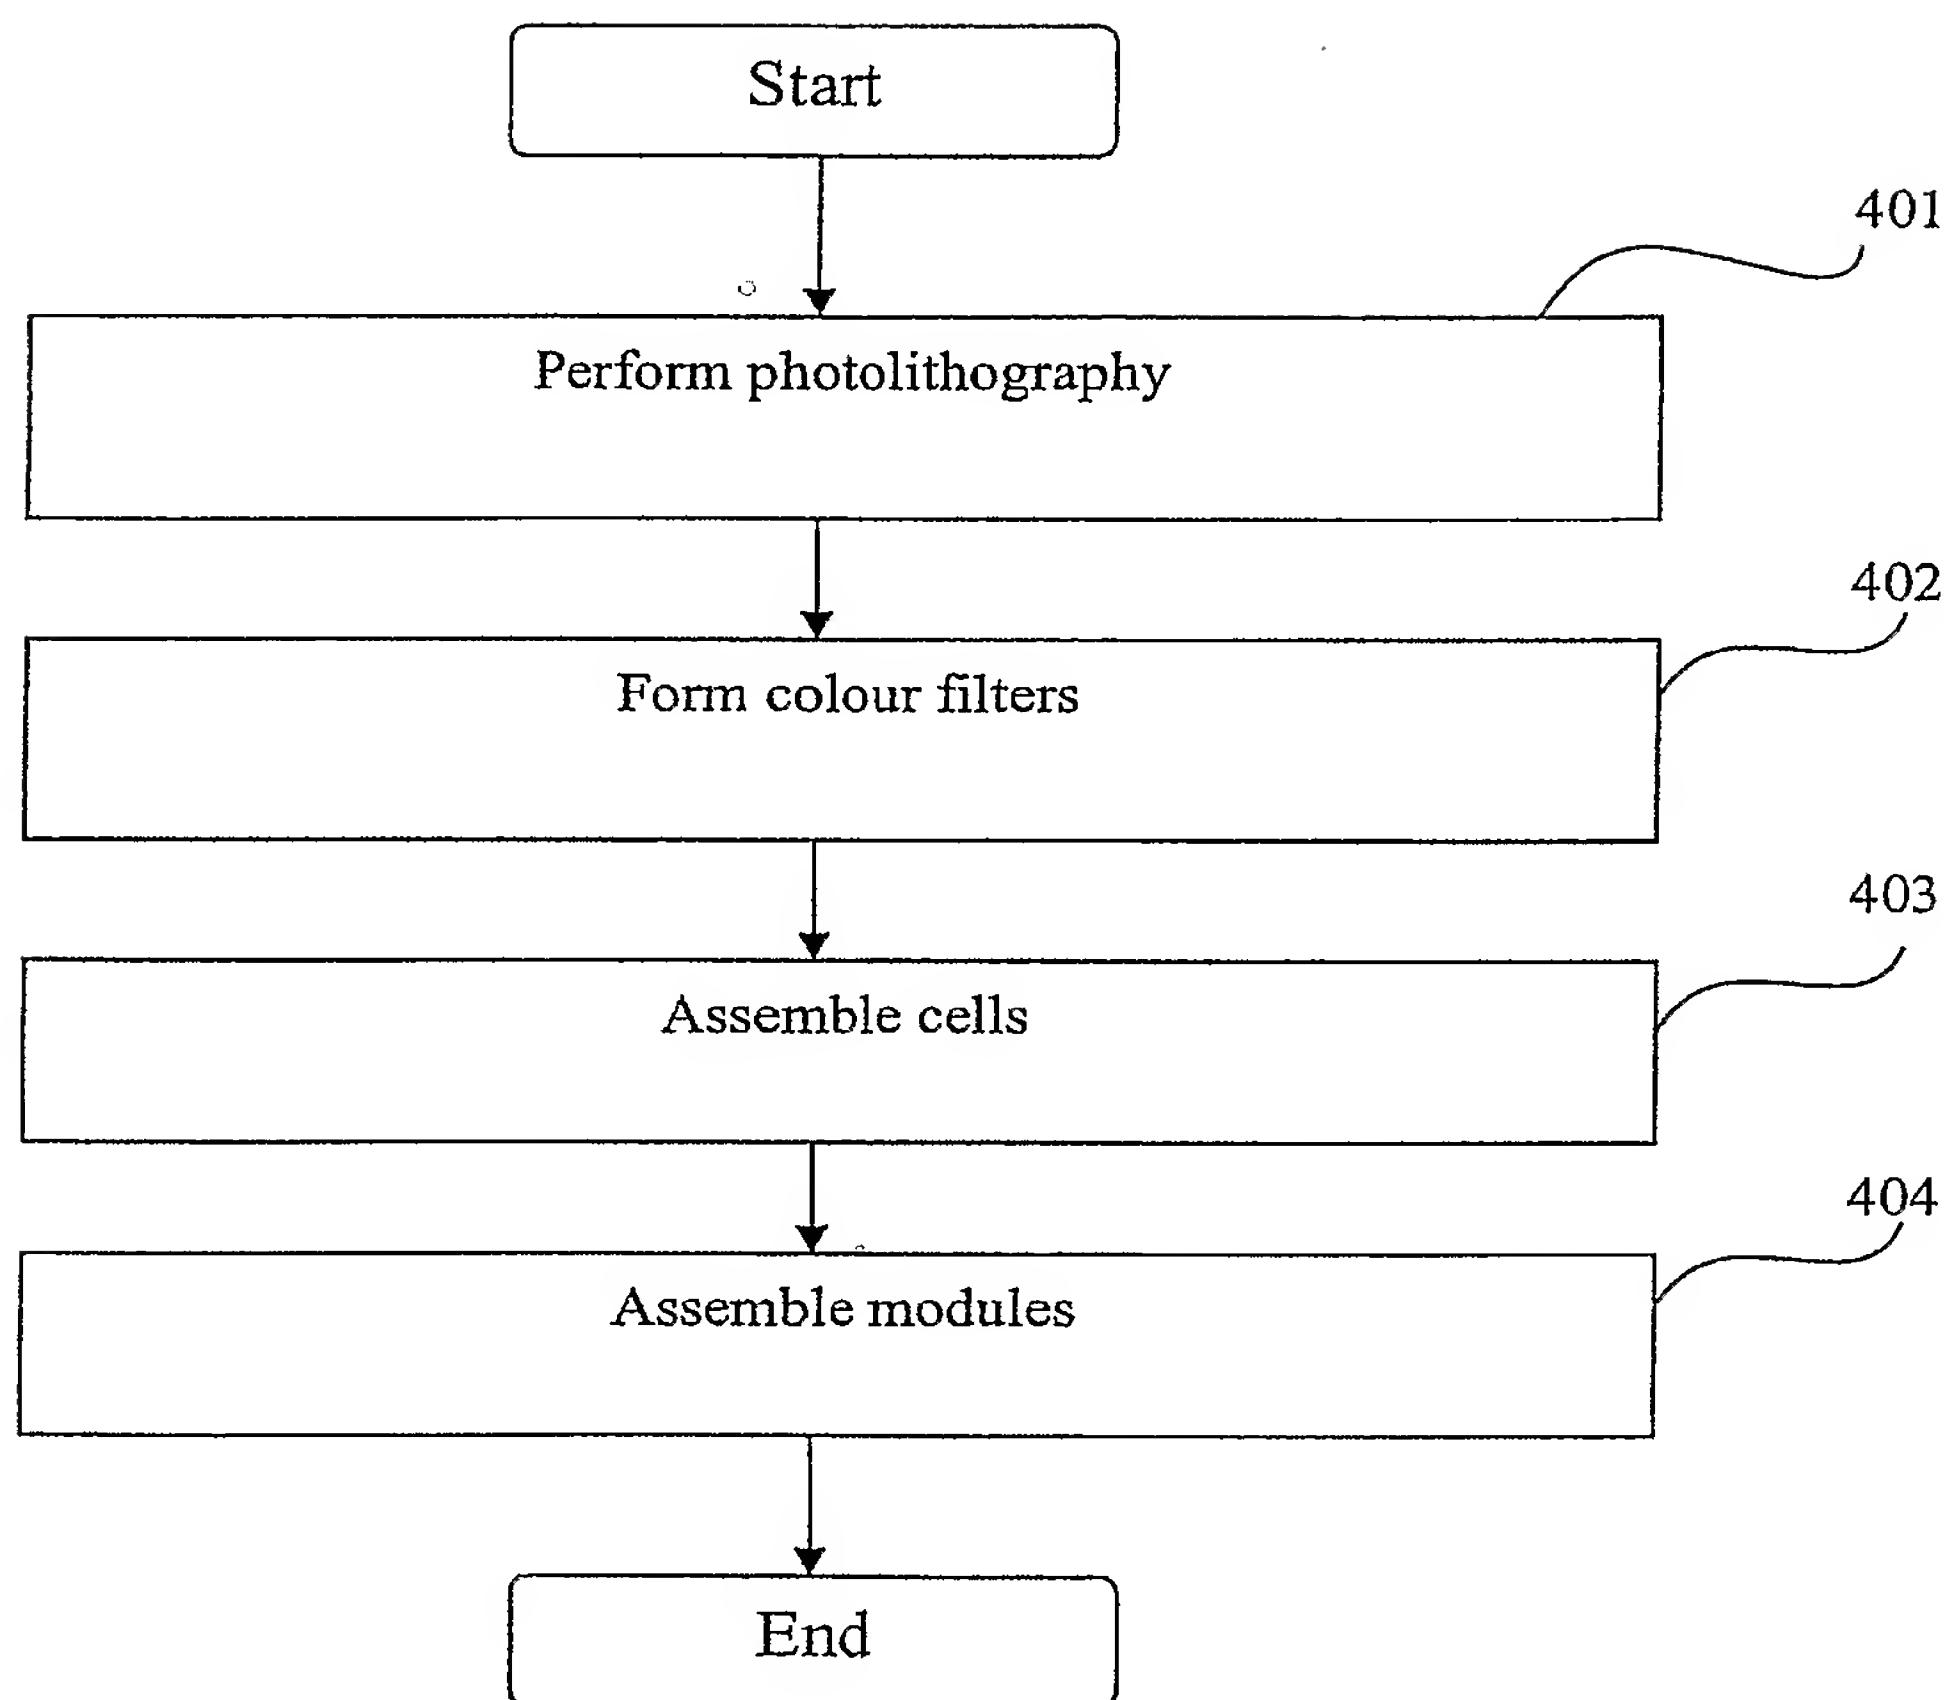 Start
401
Perform photolithography
402
Form colour filters
403
Assemble cells
404
Assemble modules
End